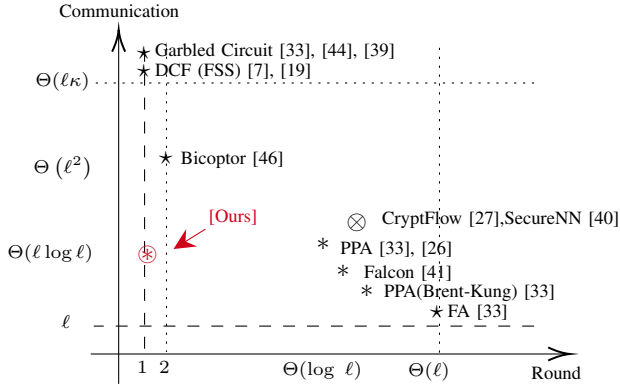 Communication
Garbled Circuit [33], [44], [39]
DCF (FSS) [7], [19]
Θ(ℓκ)
Bicoptor [46]
Θ (ℓ²)
[Ours]
CryptFlow [27],SecureNN [40]
PPA [33], [26]
Θ(ℓ log ℓ)
Falcon [41]
PPA(Brent-Kung) [33]
FA [33]
ℓ
1 2 Θ(log ℓ) Θ(ℓ)
Round